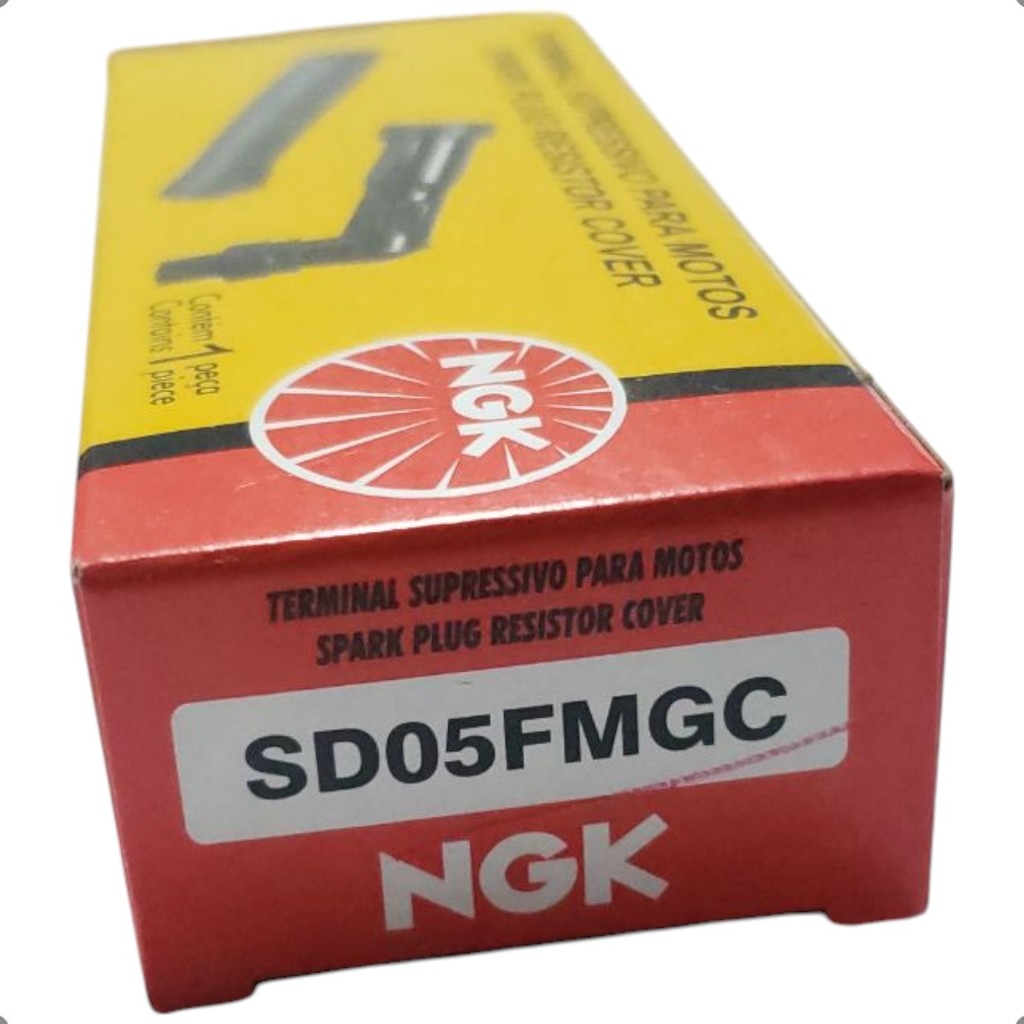 TERMINAL SUPRESSIVO PARA MOTOS
SPARK PLUG RESISTOR COVER
Contém 1 peça
Contains 1 piece
NGK
TERMINAL SUPRESSIVO PARA MOTOS
SPARK PLUG RESISTOR COVER
SD05FMGC
NGK